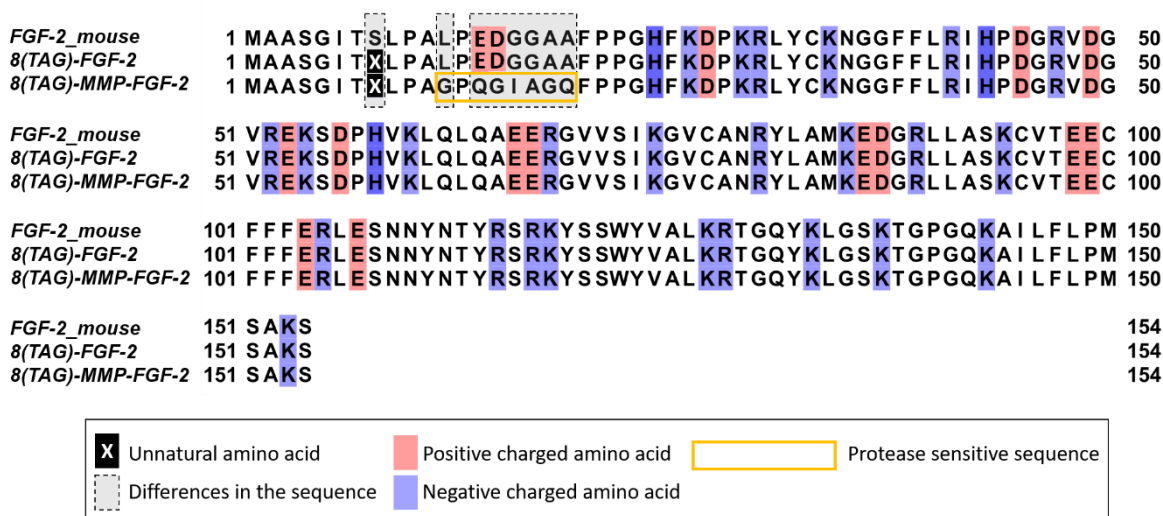 FGF-2_mouse 1 MAASGITSLPALPEDGGAAFPPGHFKDPKRLYCKNGGFFLRIHPDGRVDG 50
8(TAG)-FGF-2 1 MAASGITXLPALPEDGGAAFPPGHFKDPKRLYCKNGGFFLRIHPDGRVDG 50
8(TAG)-MMP-FGF-2 1 MAASGITXLPAGPQGIAGQFPPGHFKDPKRLYCKNGGFFLRIHPDGRVDG 50
FGF-2_mouse 51 VREKSDPHVKLQLQAEERGVVSIKGVCANRYLAMKEDGRLLASKCVTEEC 100
8(TAG)-FGF-2 51 VREKSDPHVKLQLQAEERGVVSIKGVCANRYLAMKEDGRLLASKCVTEEC 100
8(TAG)-MMP-FGF-2 51 VREKSDPHVKLQLQAEERGVVSIKGVCANRYLAMKEDGRLLASKCVTEEC 100
FGF-2_mouse 101 FFFERLESNNYNTYRSRKYSSWYVALKRTGQYKLGSKTGPGQKAILFLPM 150
8(TAG)-FGF-2 101 FFFERLESNNYNTYRSRKYSSWYVALKRTGQYKLGSKTGPGQKAILFLPM 150
8(TAG)-MMP-FGF-2 101 FFFERLESNNYNTYRSRKYSSWYVALKRTGQYKLGSKTGPGQKAILFLPM 150
FGF-2_mouse 151 SAKS 154
8(TAG)-FGF-2 151 SAKS 154
8(TAG)-MMP-FGF-2 151 SAKS 154
X Unnatural amino acid Positive charged amino acid Protease sensitive sequence
Differences in the sequence Negative charged amino acid